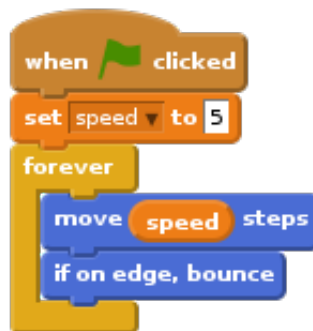 when clicked
set speed to 5
forever
move speed steps
if on edge, bounce